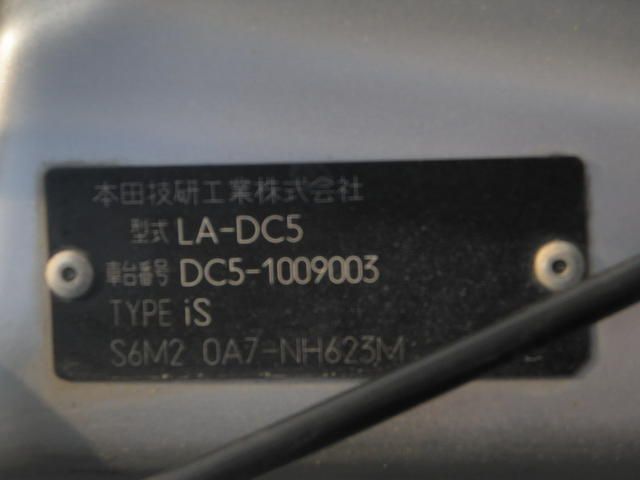 本田技研工業株式会社
型式 LA-DC5
車台番号 DC5-1009003
TYPE iS
S6M2 0A7-NH623M